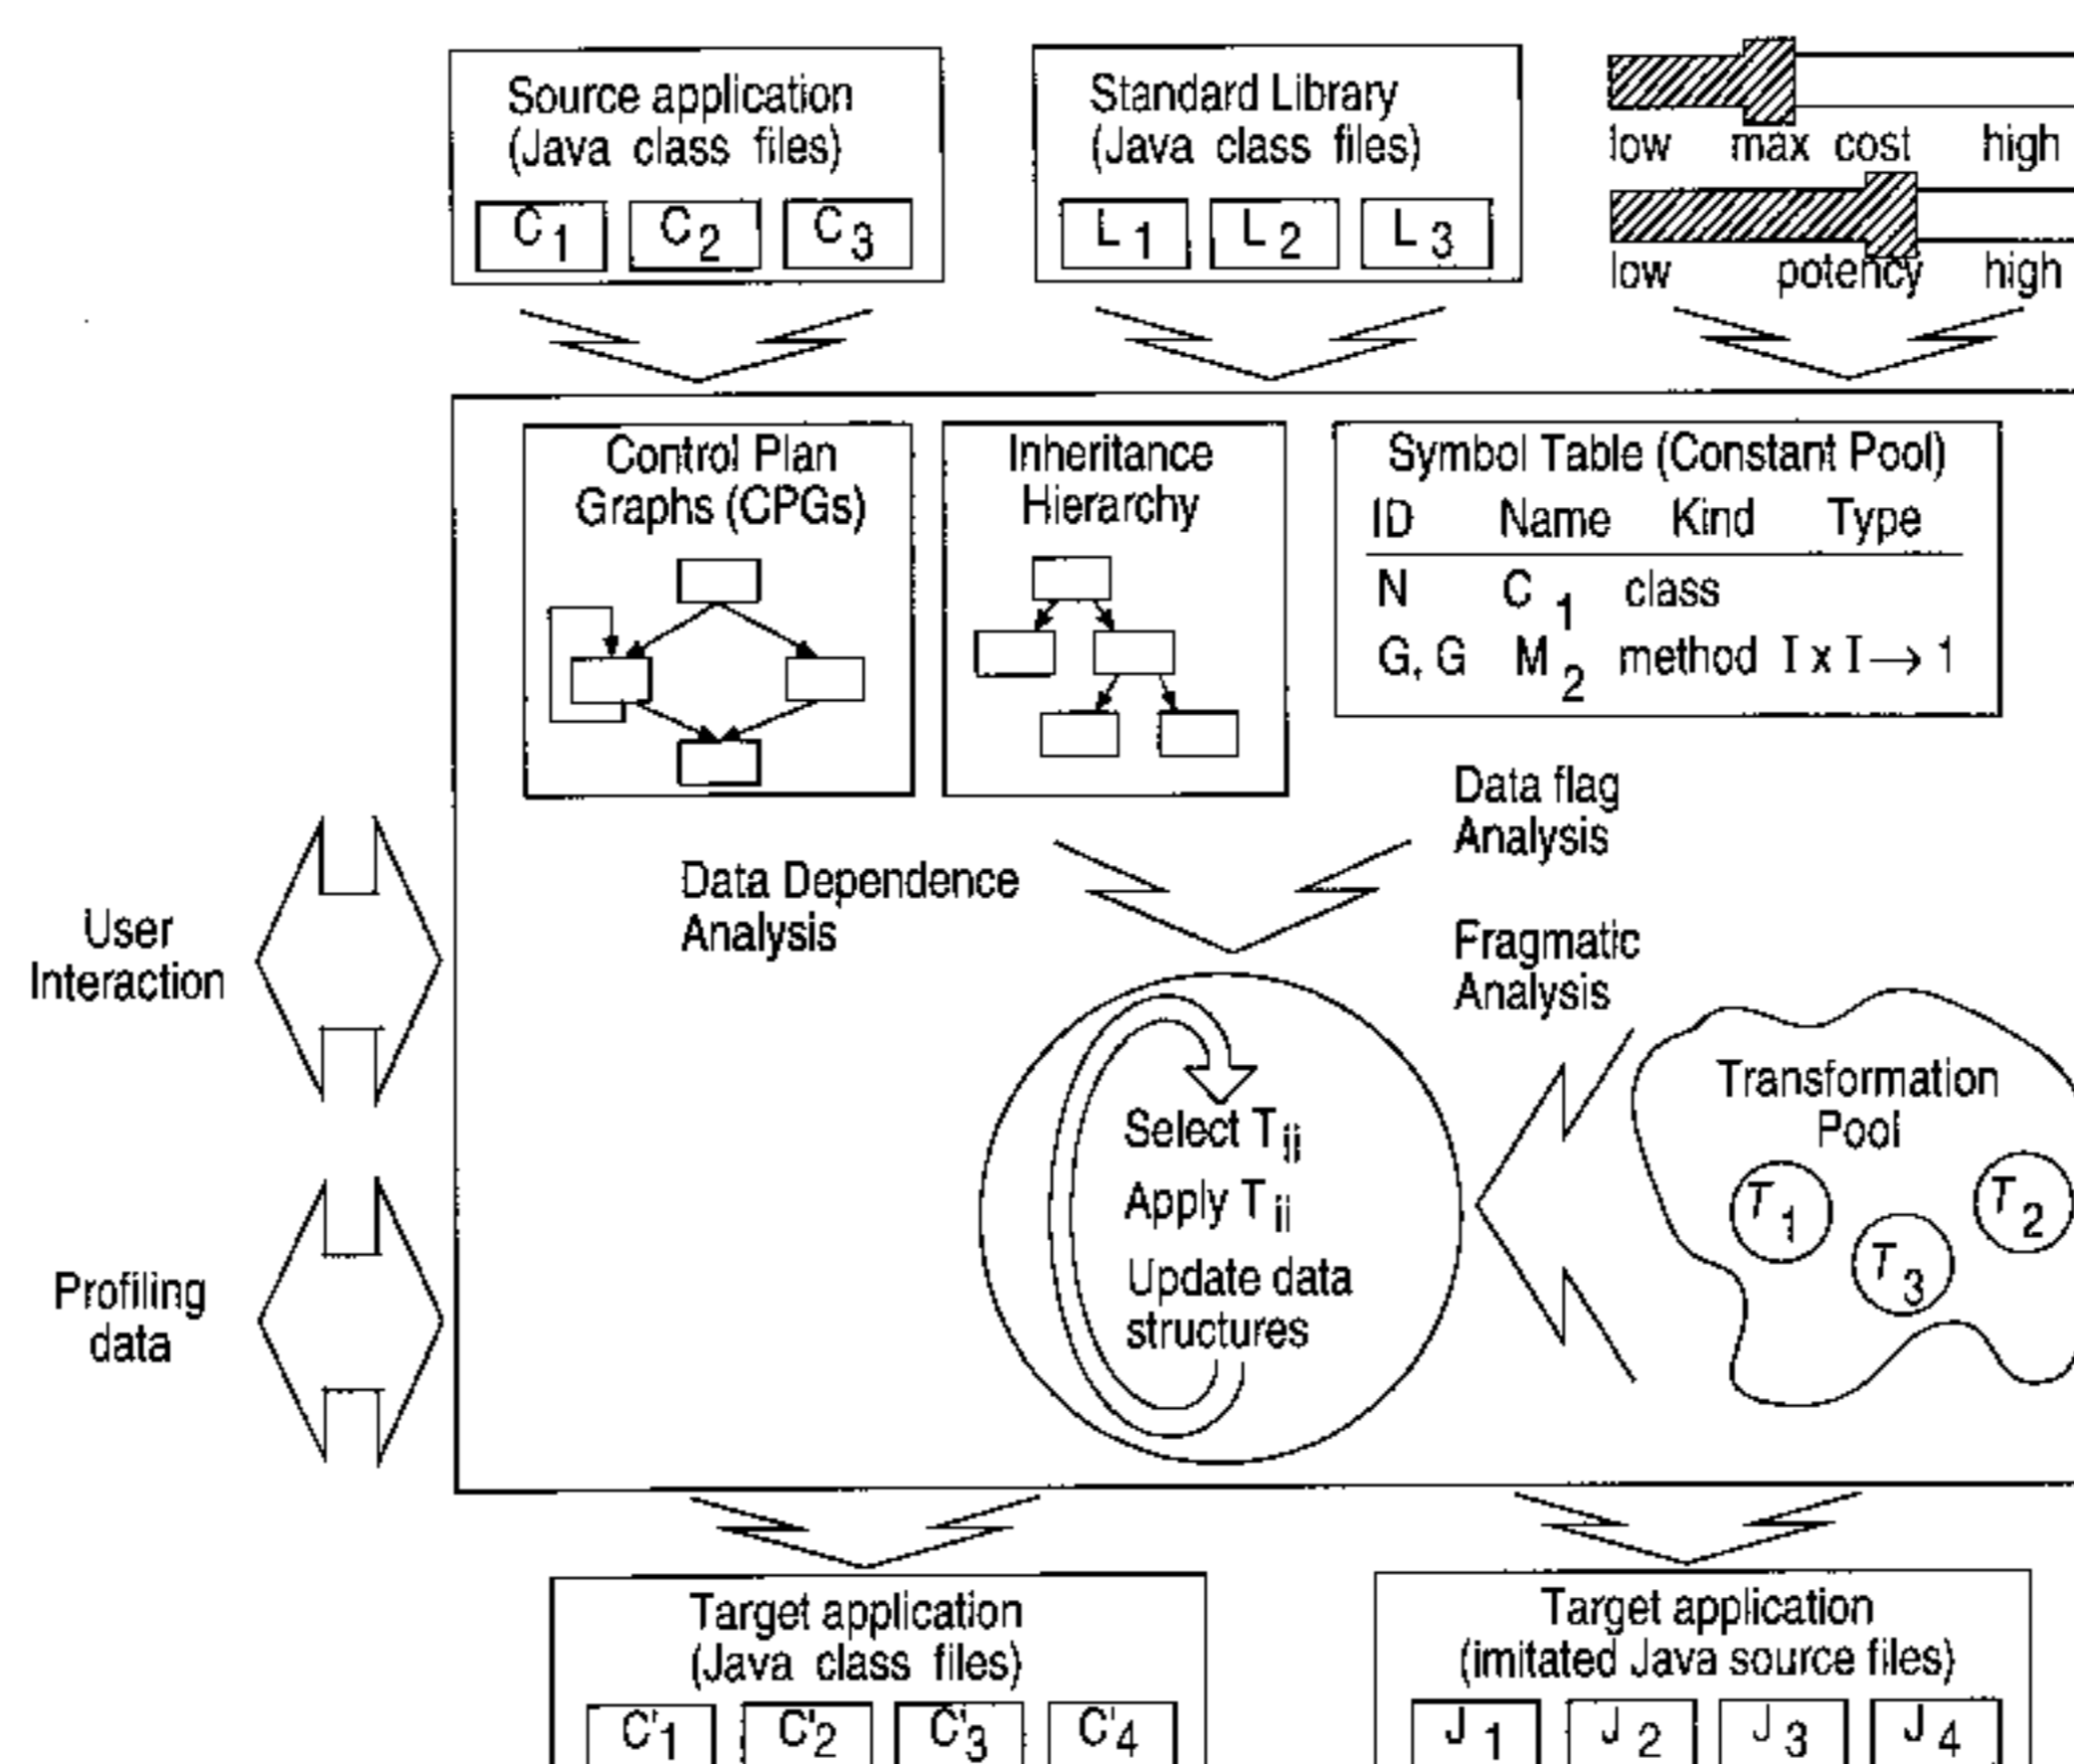 Source application
(Java class files)
C1 C2 C3
Standard Library
(Java class files)
L1 L2 L3
low max cost high
low potency high
Control Plan
Graphs (CPGs)
Inheritance
Hierarchy
Symbol Table (Constant Pool)
ID Name Kind Type
N C1 class
G, G M2 method I x I → 1
Data flag
Analysis
Data Dependence
Analysis
Fragmatic
Analysis
User
Interaction
Profiling
data
Select Tij
Apply Tii
Update data
structures
Transformation
Pool
T1 T2
T3
Target application
(Java class files)
C'1 C'2 C'3 C'4
Target application
(imitated Java source files)
J1 J2 J3 J4